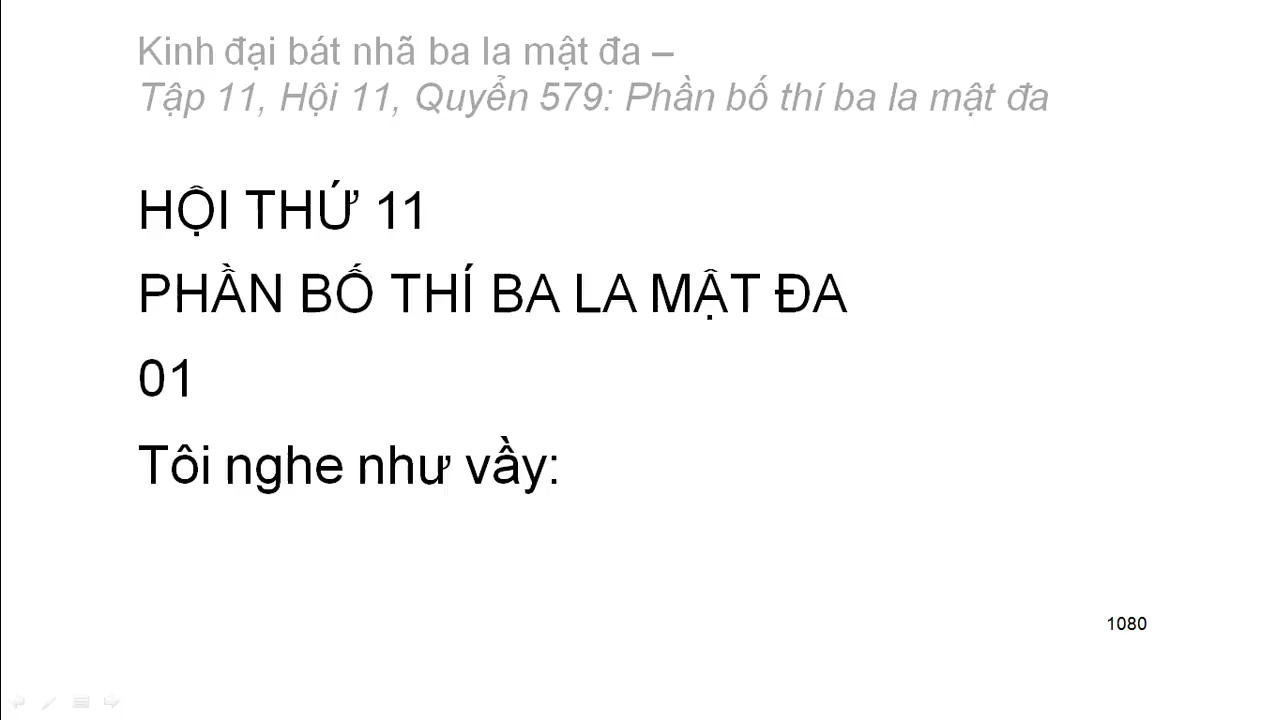 Kinh đại bát nhã ba la mật đa –
Tập 11, Hội 11, Quyển 579: Phần bố thí ba la mật đa
HỘI THỨ 11
PHẦN BỐ THÍ BA LA MẬT ĐA
01
Tôi nghe như vầy:
1080